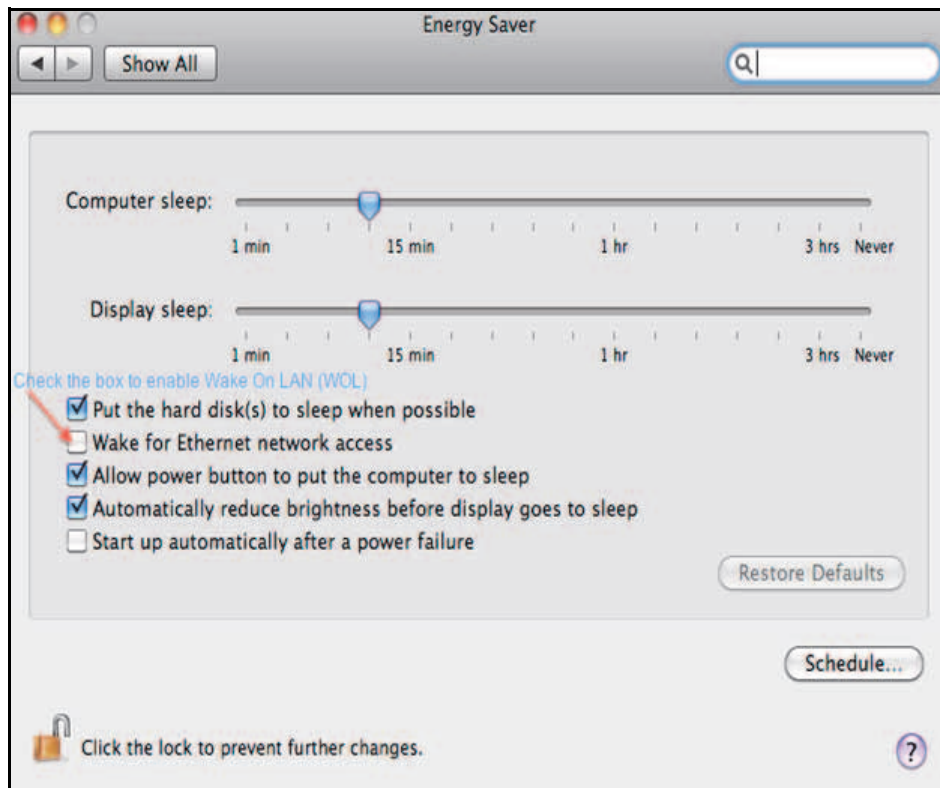 Energy Saver
Show All
Computer sleep:
1 min 15 min 1 hr 3 hrs Never
Display sleep:
1 min 15 min 1 hr 3 hrs Never
Check the box to enable Wake On LAN (WOL)
Put the hard disk(s) to sleep when possible
Wake for Ethernet network access
Allow power button to put the computer to sleep
Automatically reduce brightness before display goes to sleep
Start up automatically after a power failure
Restore Defaults
Schedule...
Click the lock to prevent further changes.
?